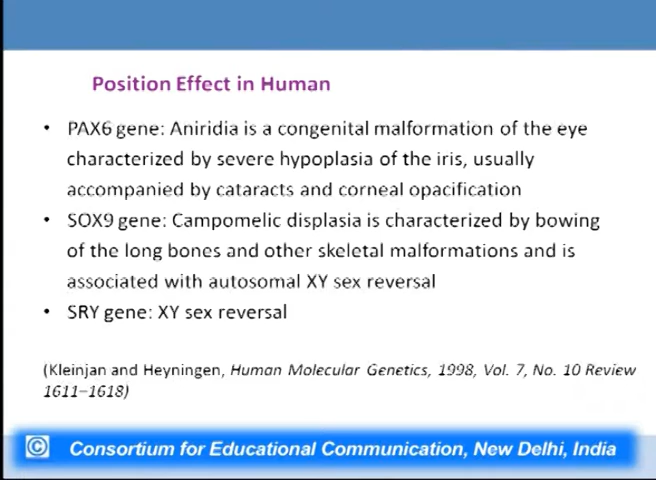 Position Effect in Human
• PAX6 gene: Aniridia is a congenital malformation of the eye
characterized by severe hypoplasia of the iris, usually
accompanied by cataracts and corneal opacification
• SOX9 gene: Campomelic displasia is characterized by bowing
of the long bones and other skeletal malformations and is
associated with autosomal XY sex reversal
• SRY gene: XY sex reversal
(Kleinjan and Heyningen, Human Molecular Genetics, 1998, Vol. 7, No. 10 Review
1611–1618)
© Consortium for Educational Communication, New Delhi, India